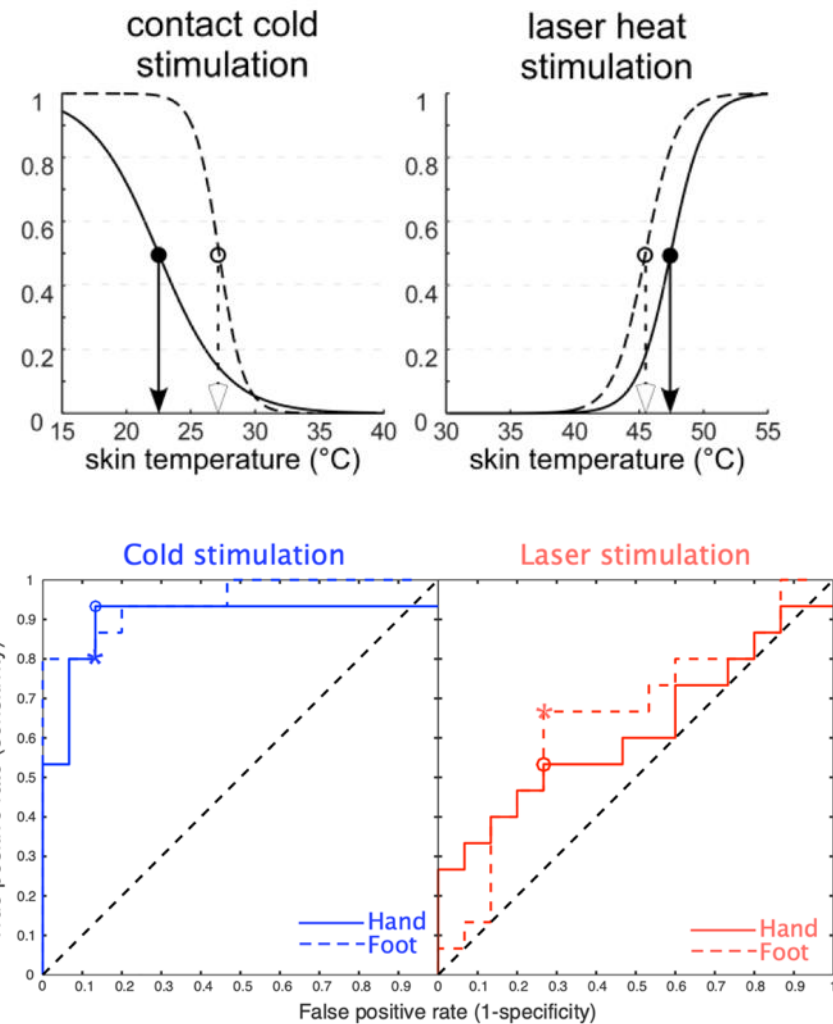 contact cold
stimulation
laser heat
stimulation
1
0.8
0.6
0.4
0.2
0
15 20 25 30 35 40
skin temperature (°C)
1
0.8
0.6
0.4
0.2
0
30 35 40 45 50 55
skin temperature (°C)
Cold stimulation
Laser stimulation
1
0.9
0.8
0.7
0.6
0.5
0.4
0.3
0.2
0.1
0
Hand
Foot
Hand
Foot
0 0.1 0.2 0.3 0.4 0.5 0.6 0.7 0.8 0.9
0 0.1 0.2 0.3 0.4 0.5 0.6 0.7 0.8 0.9 1
False positive rate (1-specificity)